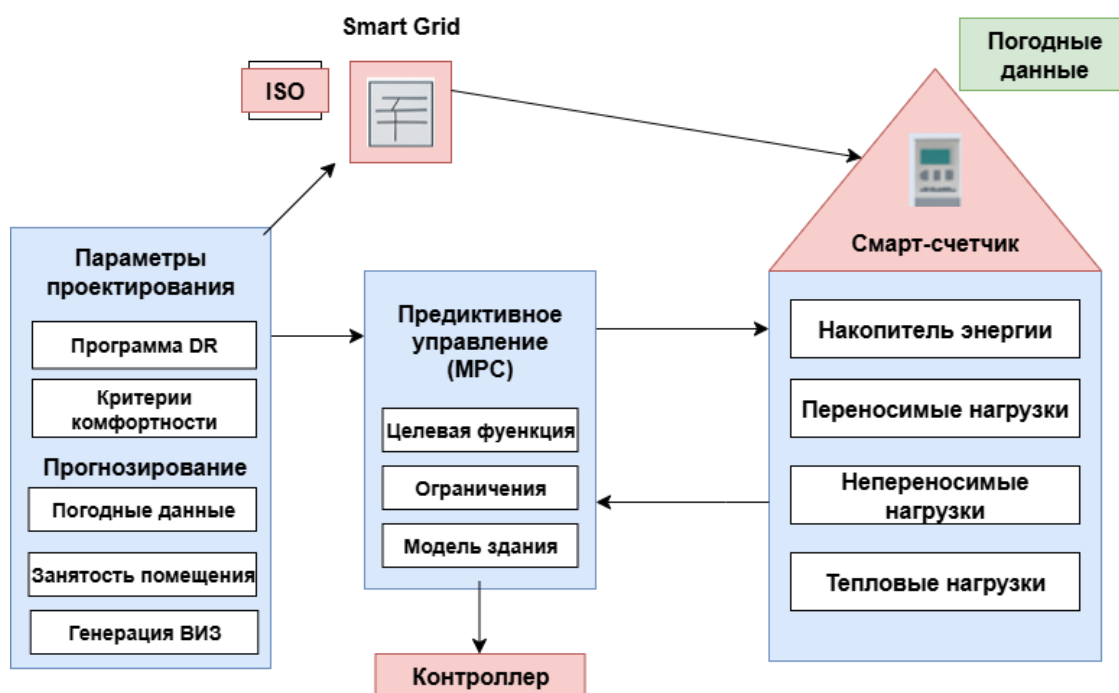 Smart Grid
ISO
Погодные
данные
Смарт-счетчик
Параметры
проектирования
Программа DR
Критерии
комфортности
Прогнозирование
Погодные данные
Занятость помещения
Генерация ВИЗ
Предиктивное
управление
(MPC)
Целевая фуенкция
Ограничения
Модель здания
Контроллер
Накопитель энергии
Переносимые нагрузки
Непереносимые
нагрузки
Тепловые нагрузки